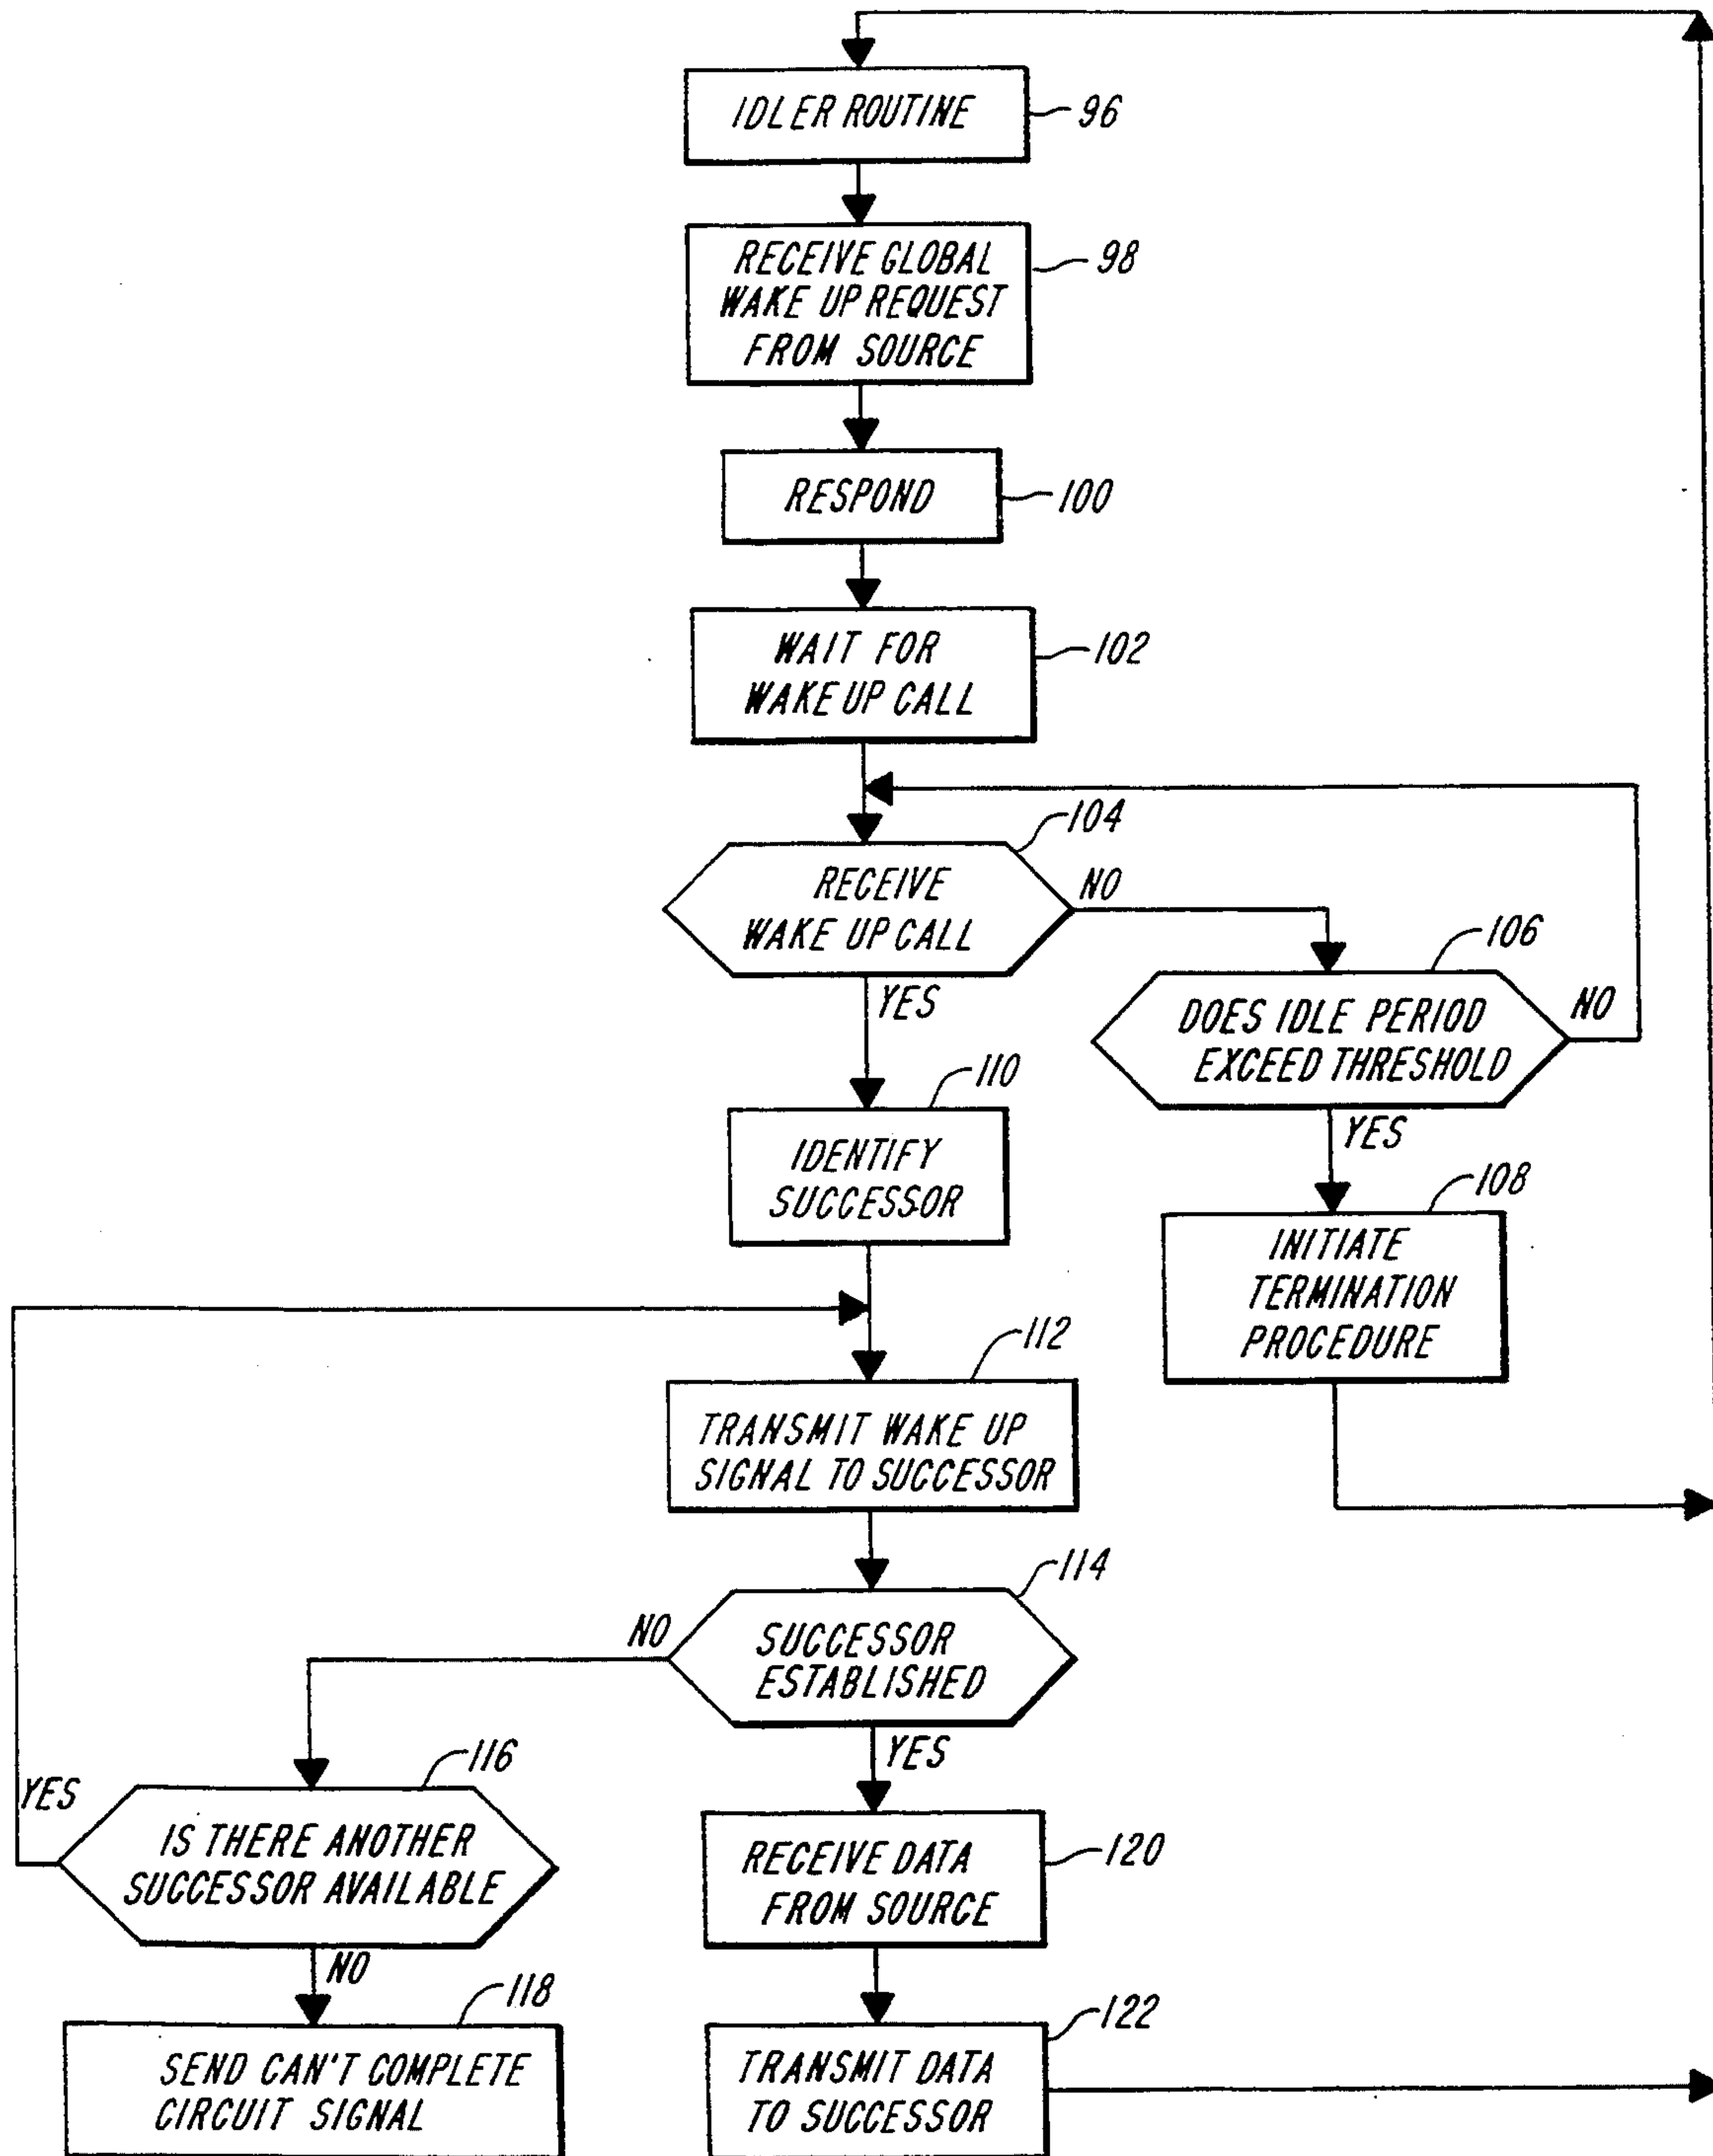 IDLER ROUTINE
96
RECEIVE GLOBAL
WAKE UP REQUEST
FROM SOURCE
98
RESPOND
100
WAIT FOR
WAKE UP CALL
102
104
RECEIVE
WAKE UP CALL
NO
YES
106
DOES IDLE PERIOD
EXCEED THRESHOLD
NO
YES
108
INITIATE
TERMINATION
PROCEDURE
110
IDENTIFY
SUCCESSOR
112
TRANSMIT WAKE UP
SIGNAL TO SUCCESSOR
114
SUCCESSOR
ESTABLISHED
NO
YES
116
IS THERE ANOTHER
SUCCESSOR AVAILABLE
YES
NO
118
SEND CAN'T COMPLETE
CIRCUIT SIGNAL
RECEIVE DATA
FROM SOURCE
120
TRANSMIT DATA
TO SUCCESSOR
122